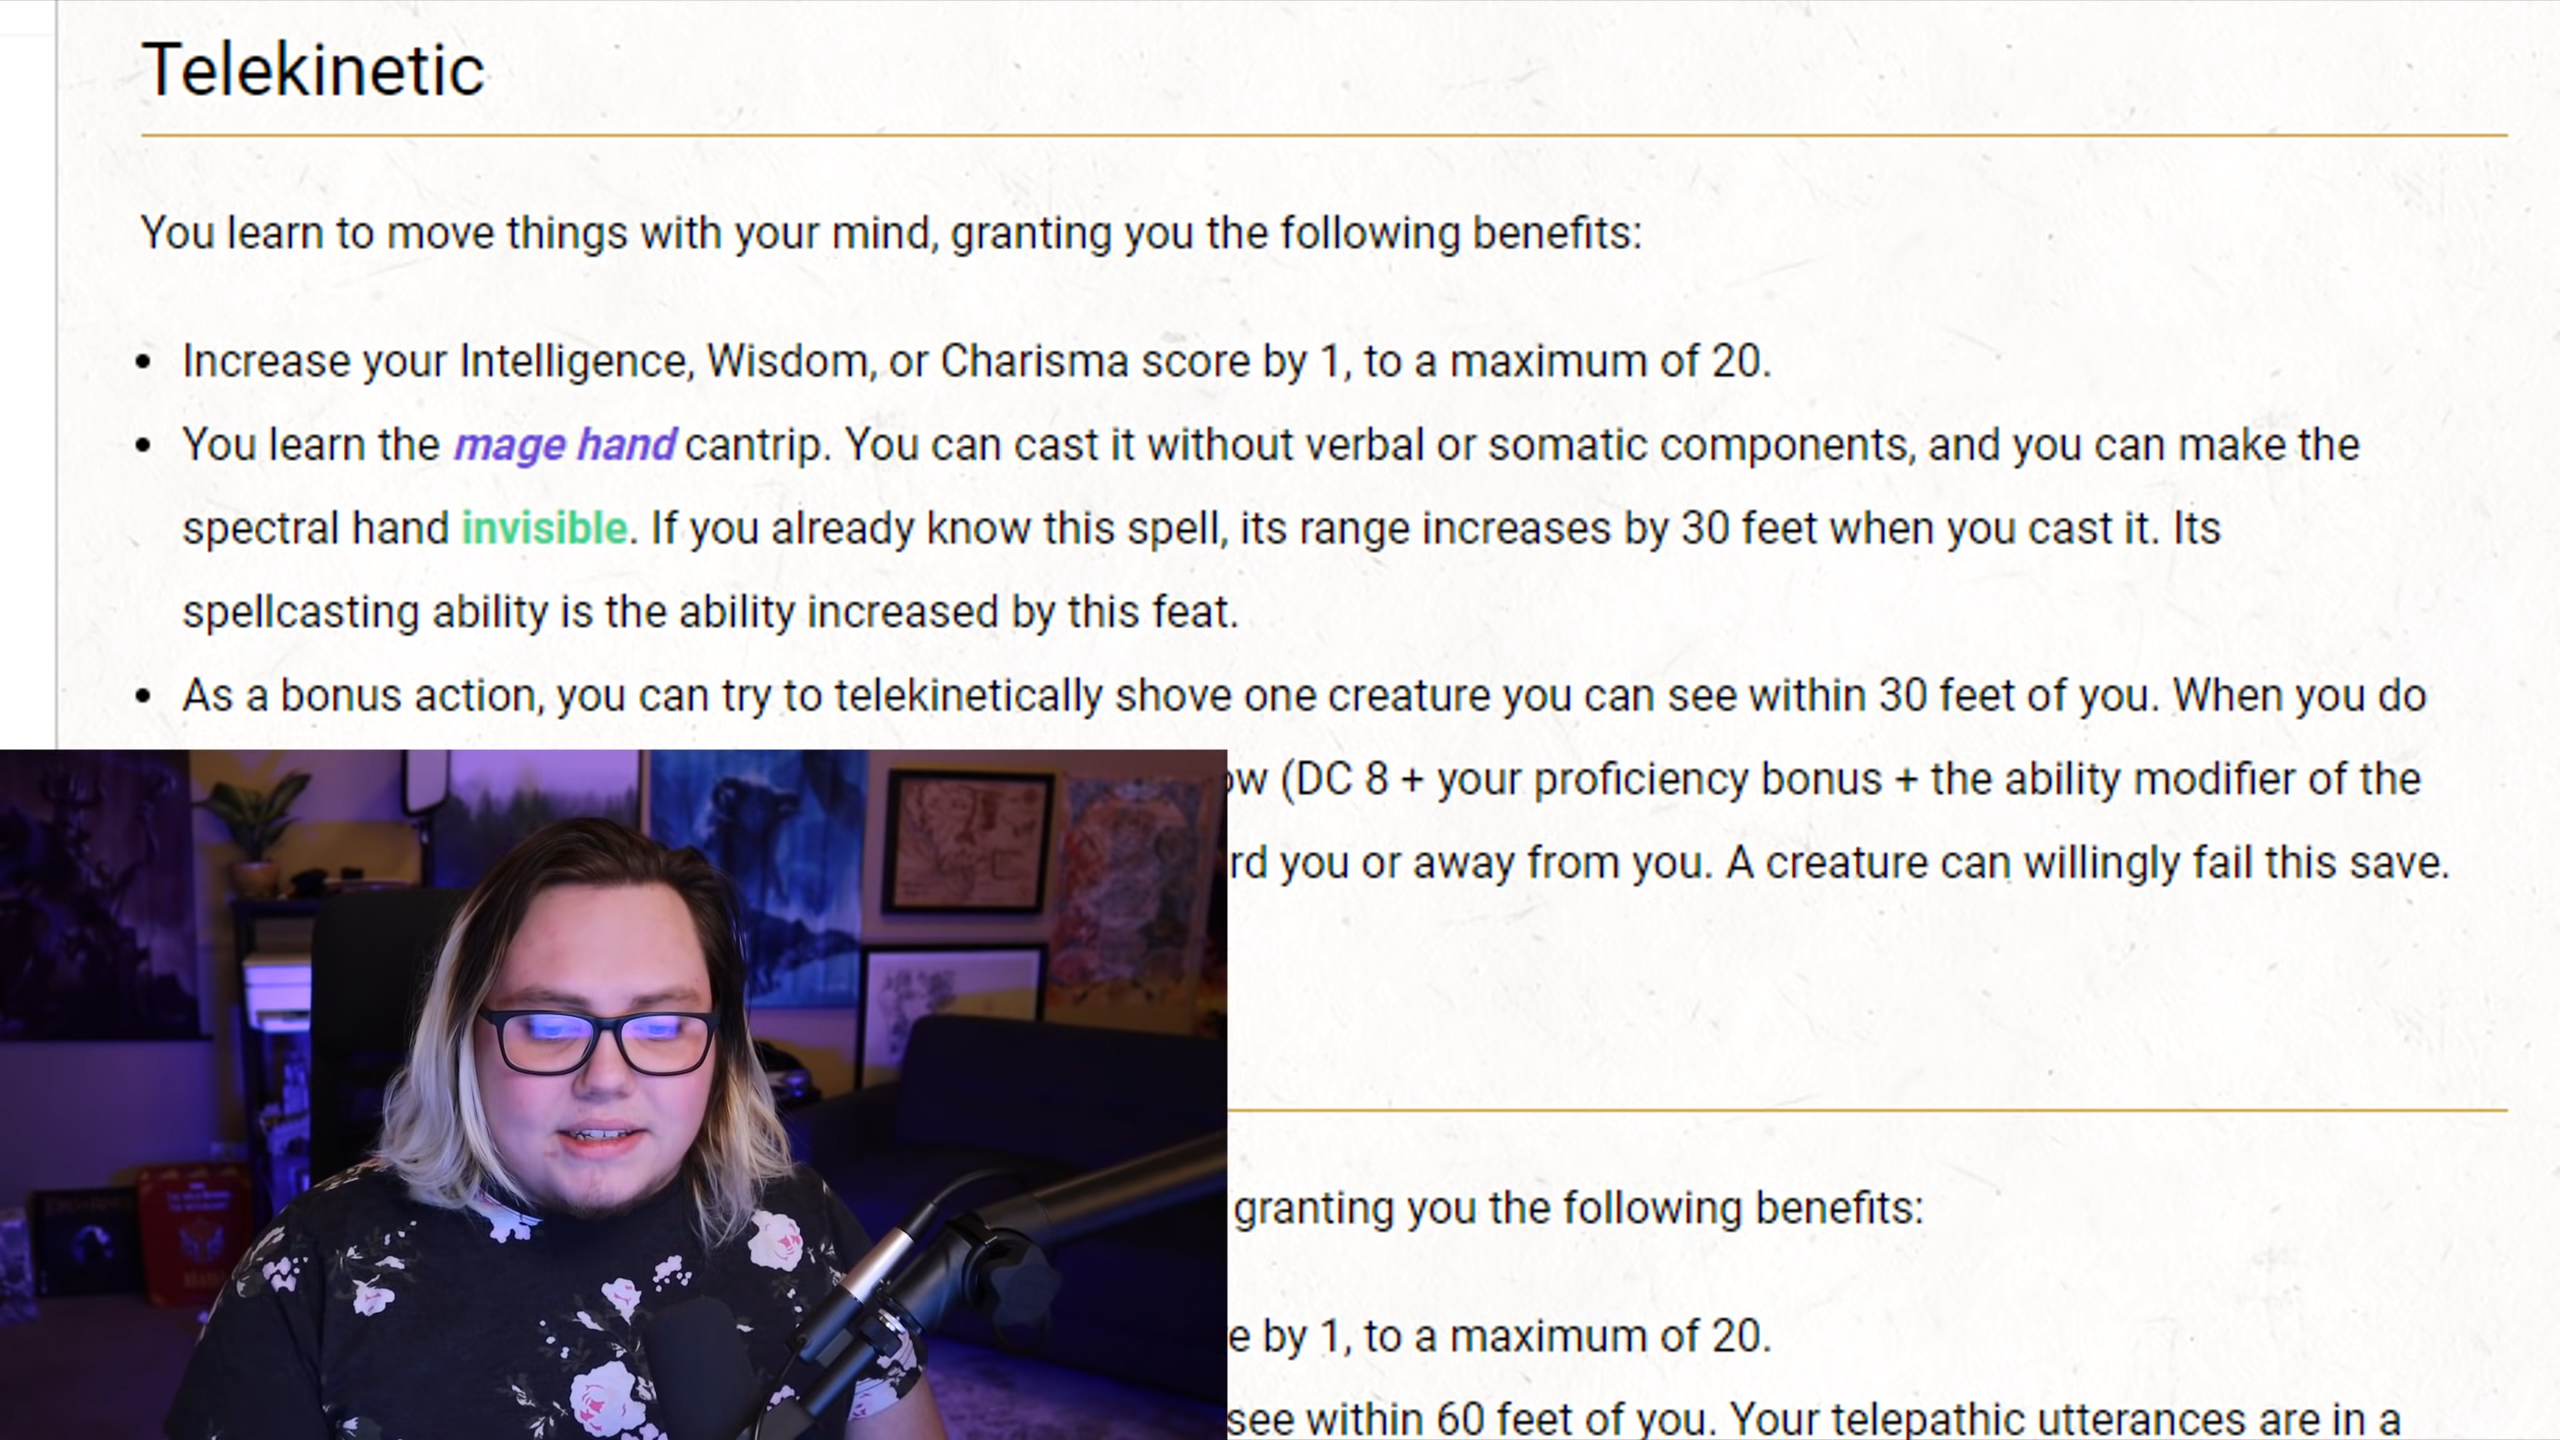 Telekinetic
You learn to move things with your mind, granting you the following benefits:
• Increase your Intelligence, Wisdom, or Charisma score by 1, to a maximum of 20.
• You learn the mage hand cantrip. You can cast it without verbal or somatic components, and you can make the
spectral hand invisible. If you already know this spell, its range increases by 30 feet when you cast it. Its
spellcasting ability is the ability increased by this feat.
• As a bonus action, you can try to telekinetically shove one creature you can see within 30 feet of you. When you do
(DC 8 + your proficiency bonus + the ability modifier of the
you or away from you. A creature can willingly fail this save.
granting you the following benefits:
by 1, to a maximum of 20.
see within 60 feet of you. Your telepathic utterances are in a